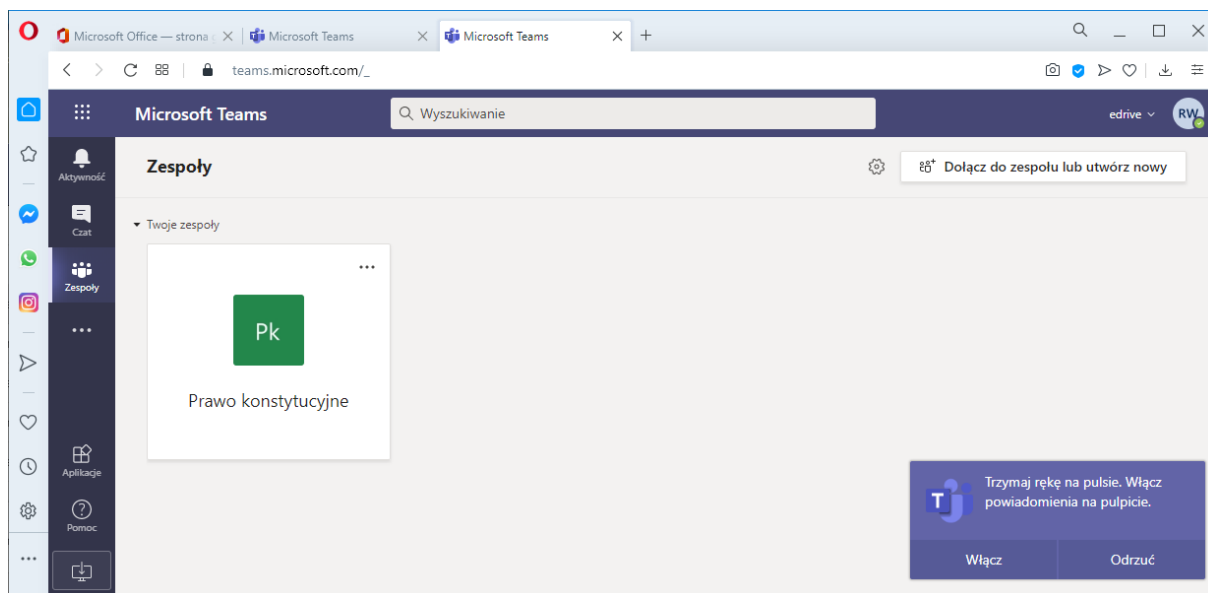 Microsoft Office — strona
Microsoft Teams
Microsoft Teams
teams.microsoft.com/_
Microsoft Teams
Wyszukiwanie
edrive
RW
Aktywność
Zespoły
Dołącz do zespołu lub utwórz nowy
Czat
Twoje zespoły
Zespoły
Pk
Prawo konstytucyjne
Aplikacje
Trzymaj rękę na pulsie. Włącz
powiadomienia na pulpicie.
T
Pomoc
Włącz
Odrzuć